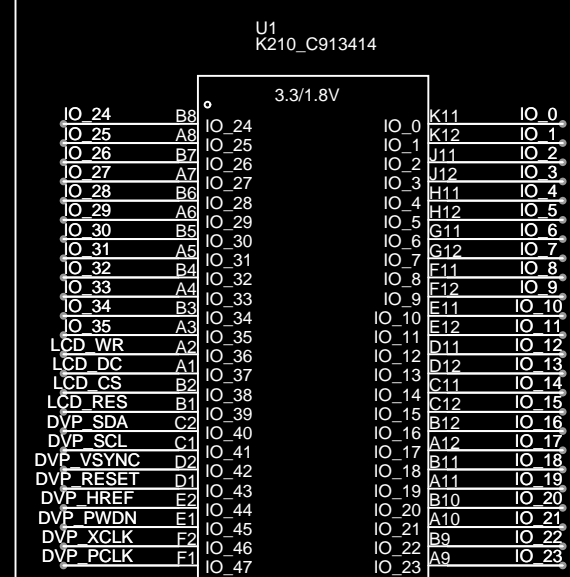 U1
K210_C913414
3.3/1.8V
IO_24 B8 IO_24 IO_0 K11 IO_0
IO_25 A8 IO_25 IO_1 K12 IO_1
IO_26 B7 IO_26 IO_2 J11 IO_2
IO_27 A7 IO_27 IO_3 J12 IO_3
IO_28 B6 IO_28 IO_4 H11 IO_4
IO_29 A6 IO_29 IO_5 H12 IO_5
IO_30 B5 IO_30 IO_6 G11 IO_6
IO_31 A5 IO_31 IO_7 G12 IO_7
IO_32 B4 IO_32 IO_8 F11 IO_8
IO_33 A4 IO_33 IO_9 F12 IO_9
IO_34 B3 IO_34 IO_10 E11 IO_10
IO_35 A3 IO_35 IO_11 E12 IO_11
LCD_WR A2 IO_36 IO_12 D11 IO_12
LCD_DC A1 IO_37 IO_13 D12 IO_13
LCD_CS B2 IO_38 IO_14 C11 IO_14
LCD_RES B1 IO_39 IO_15 C12 IO_15
DVP_SDA C2 IO_40 IO_16 B12 IO_16
DVP_SCL C1 IO_41 IO_17 A12 IO_17
DVP_VSYNC D2 IO_42 IO_18 B11 IO_18
DVP_RESET D1 IO_43 IO_19 A11 IO_19
DVP_HREF E2 IO_44 IO_20 B10 IO_20
DVP_PWDN E1 IO_45 IO_21 A10 IO_21
DVP_XCLK F2 IO_46 IO_22 B9 IO_22
DVP_PCLK F1 IO_47 IO_23 A9 IO_23